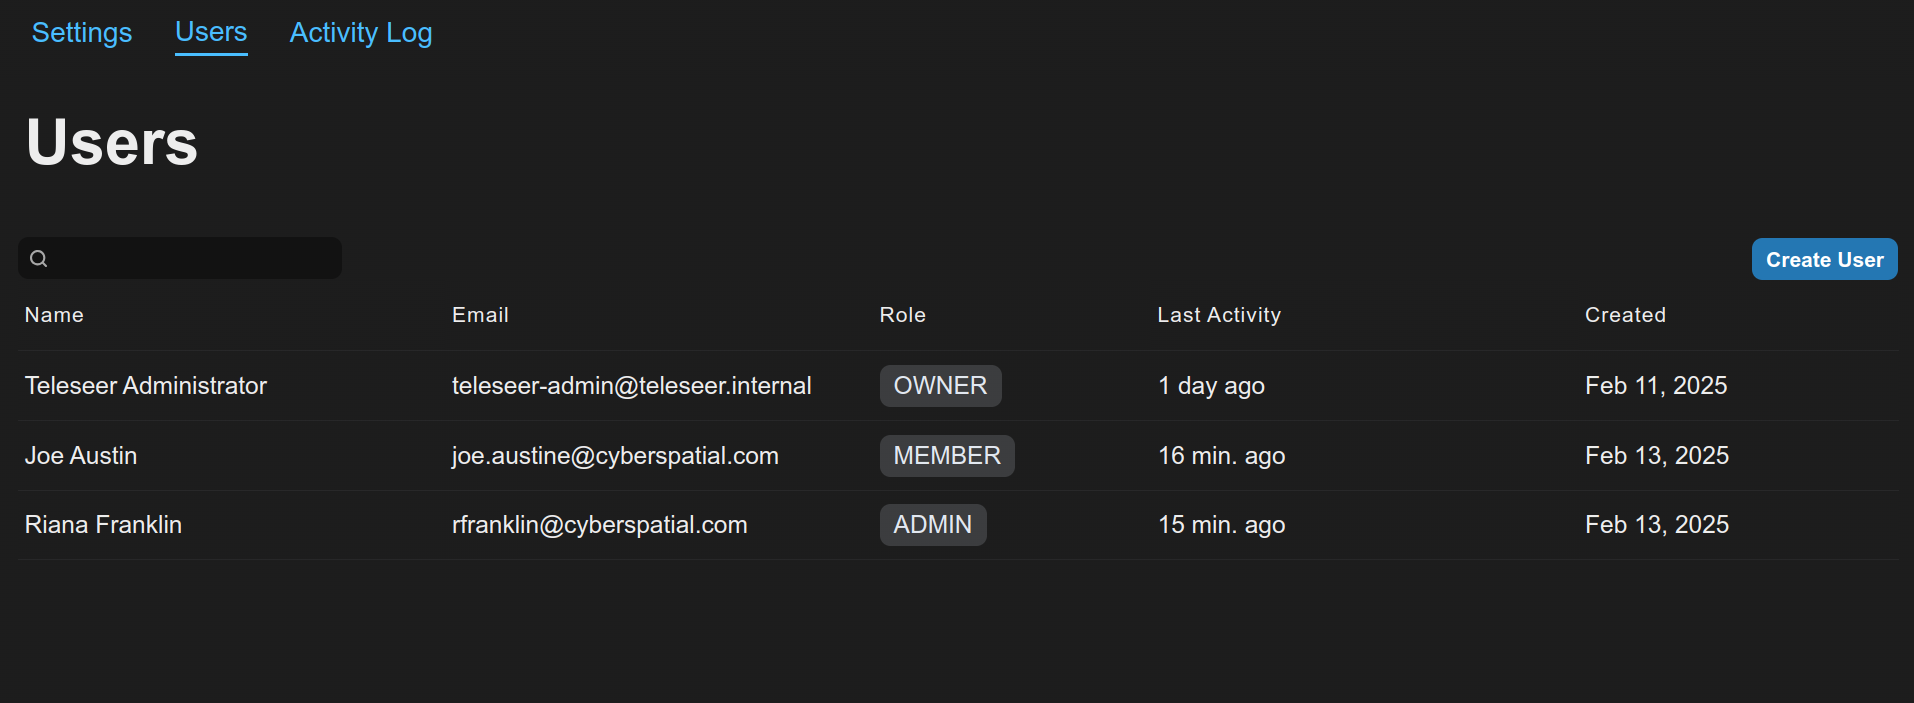 Settings Users Activity Log
Users
Create User
Name Email Role Last Activity Created
Teleseer Administrator teleseer-admin@teleseer.internal OWNER 1 day ago Feb 11, 2025
Joe Austin joe.austine@cyberspatial.com MEMBER 16 min. ago Feb 13, 2025
Riana Franklin rfranklin@cyberspatial.com ADMIN 15 min. ago Feb 13, 2025